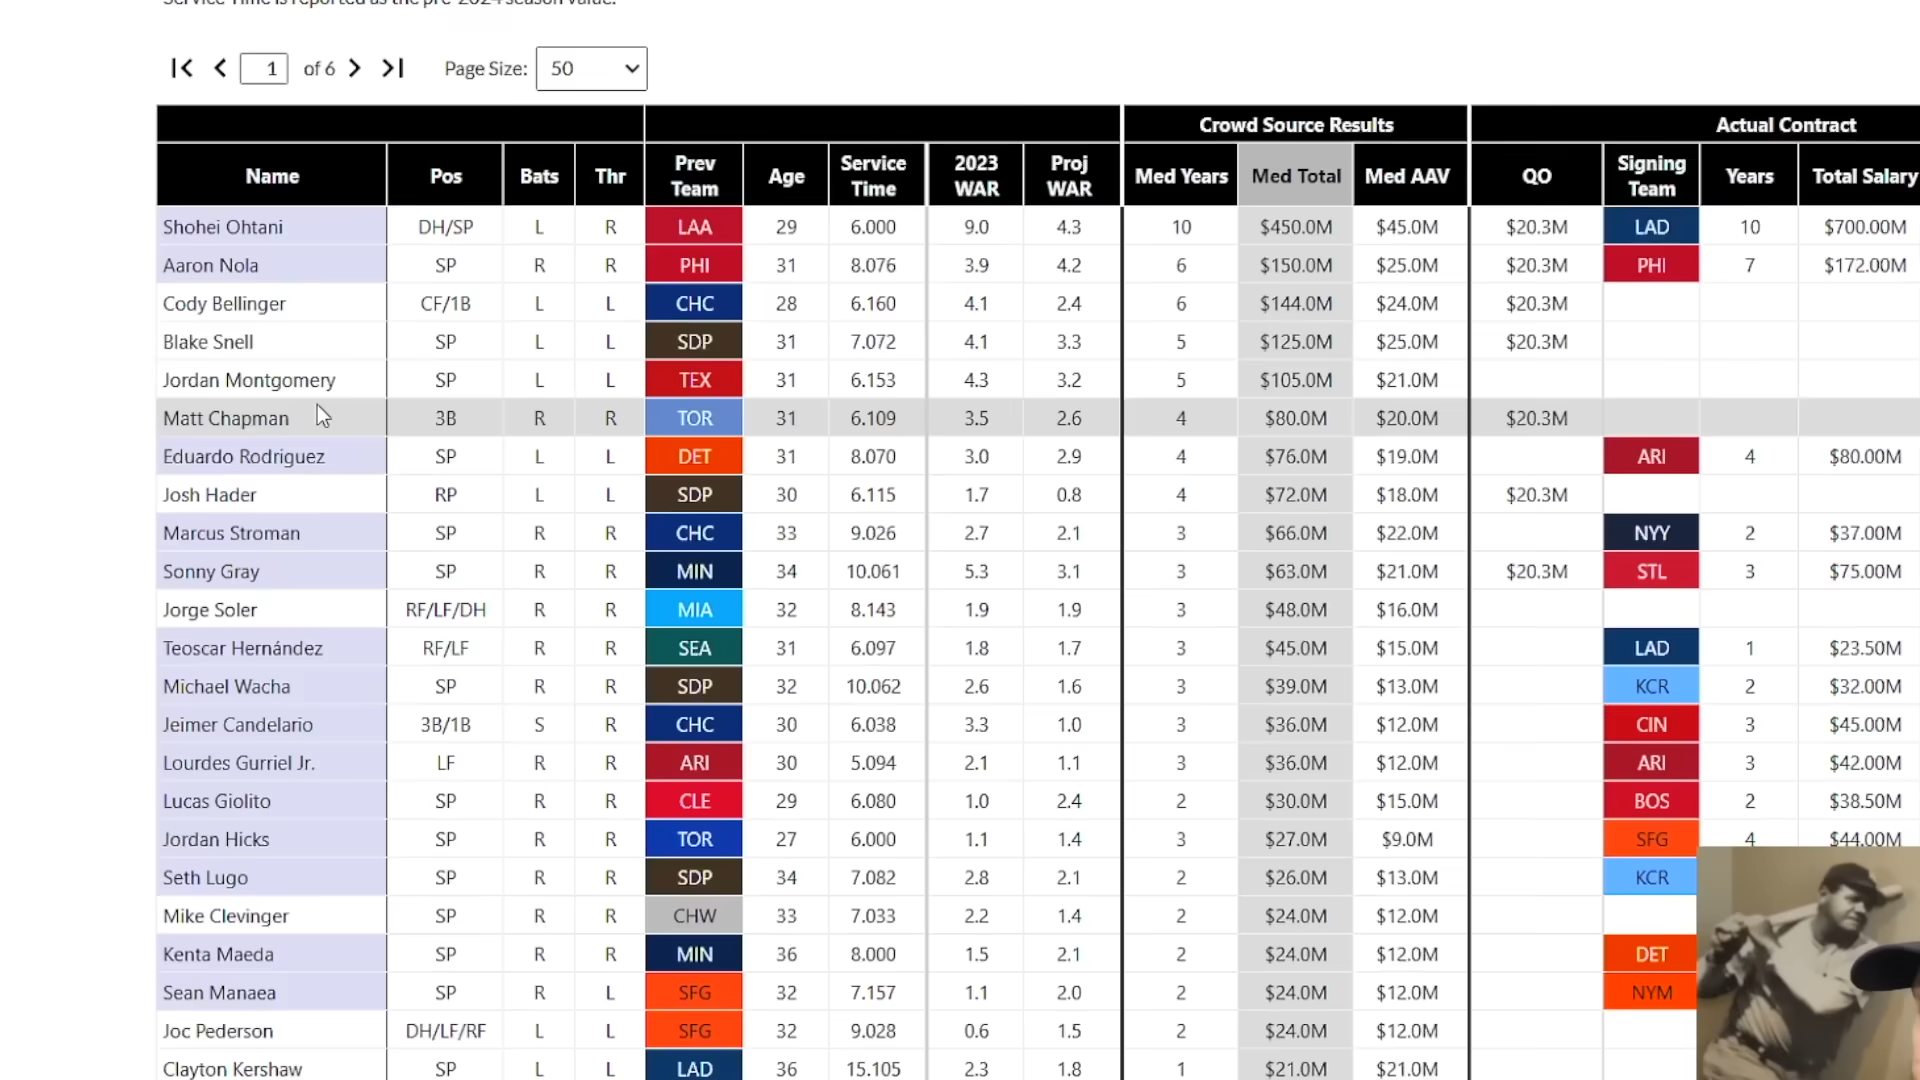 Service Time is reported as the pre-2024 season value.
1 of 6 Page Size: 50
Crowd Source Results Actual Contract
Name Pos Bats Thr Prev Team Age Service Time 2023 WAR Proj WAR Med Years Med Total Med AAV QO Signing Team Years Total Salary
Shohei Ohtani DH/SP L R LAA 29 6.000 9.0 4.3 10 $450.0M $45.0M $20.3M LAD 10 $700.00M
Aaron Nola SP R R PHI 31 8.076 3.9 4.2 6 $150.0M $25.0M $20.3M PHI 7 $172.00M
Cody Bellinger CF/1B L L CHC 28 6.160 4.1 2.4 6 $144.0M $24.0M $20.3M
Blake Snell SP L L SDP 31 7.072 4.1 3.3 5 $125.0M $25.0M $20.3M
Jordan Montgomery SP L L TEX 31 6.153 4.3 3.2 5 $105.0M $21.0M
Matt Chapman 3B R R TOR 31 6.109 3.5 2.6 4 $80.0M $20.0M $20.3M
Eduardo Rodriguez SP L L DET 31 8.070 3.0 2.9 4 $76.0M $19.0M ARI 4 $80.00M
Josh Hader RP L L SDP 30 6.115 1.7 0.8 4 $72.0M $18.0M $20.3M
Marcus Stroman SP R R CHC 33 9.026 2.7 2.1 3 $66.0M $22.0M NYY 2 $37.00M
Sonny Gray SP R R MIN 34 10.061 5.3 3.1 3 $63.0M $21.0M $20.3M STL 3 $75.00M
Jorge Soler RF/LF/DH R R MIA 32 8.143 1.9 1.9 3 $48.0M $16.0M
Teoscar Hernández RF/LF R R SEA 31 6.097 1.8 1.7 3 $45.0M $15.0M LAD 1 $23.50M
Michael Wacha SP R R SDP 32 10.062 2.6 1.6 3 $39.0M $13.0M KCR 2 $32.00M
Jeimer Candelario 3B/1B S R CHC 30 6.038 3.3 1.0 3 $36.0M $12.0M CIN 3 $45.00M
Lourdes Gurriel Jr. LF R R ARI 30 5.094 2.1 1.1 3 $36.0M $12.0M ARI 3 $42.00M
Lucas Giolito SP R R CLE 29 6.080 1.0 2.4 2 $30.0M $15.0M BOS 2 $38.50M
Jordan Hicks SP R R TOR 27 6.000 1.1 1.4 3 $27.0M $9.0M SFG 4 $44.00M
Seth Lugo SP R R SDP 34 7.082 2.8 2.1 2 $26.0M $13.0M KCR
Mike Clevinger SP R R CHW 33 7.033 2.2 1.4 2 $24.0M $12.0M
Kenta Maeda SP R R MIN 36 8.000 1.5 2.1 2 $24.0M $12.0M DET
Sean Manaea SP R L SFG 32 7.157 1.1 2.0 2 $24.0M $12.0M NYM
Joc Pederson DH/LF/RF L L SFG 32 9.028 0.6 1.5 2 $24.0M $12.0M
Clayton Kershaw SP L L LAD 36 15.105 2.3 1.8 1 $21.0M $21.0M